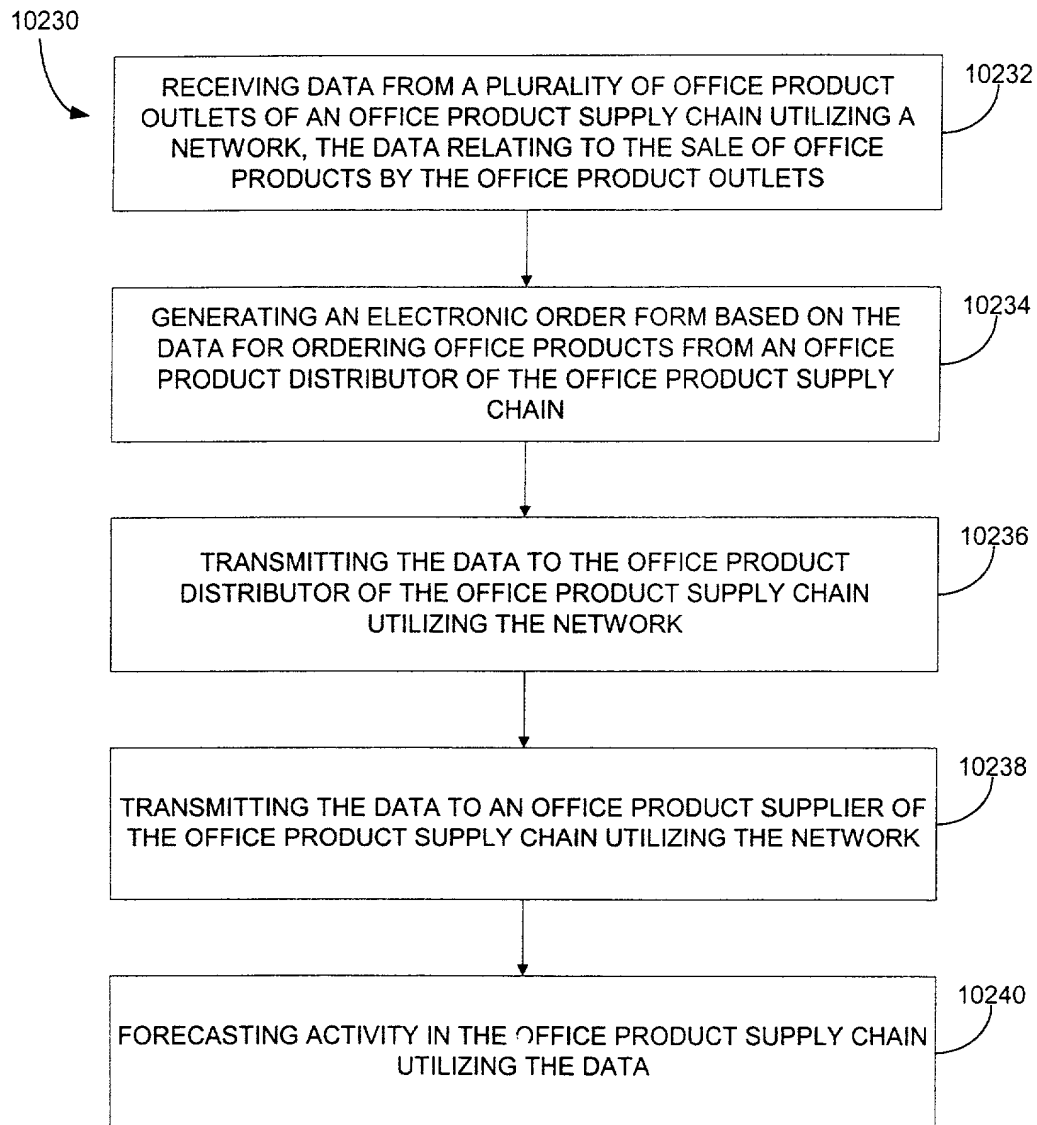 10230
RECEIVING DATA FROM A PLURALITY OF OFFICE PRODUCT
OUTLETS OF AN OFFICE PRODUCT SUPPLY CHAIN UTILIZING A
NETWORK, THE DATA RELATING TO THE SALE OF OFFICE
PRODUCTS BY THE OFFICE PRODUCT OUTLETS
10232
GENERATING AN ELECTRONIC ORDER FORM BASED ON THE
DATA FOR ORDERING OFFICE PRODUCTS FROM AN OFFICE
PRODUCT DISTRIBUTOR OF THE OFFICE PRODUCT SUPPLY
CHAIN
10234
TRANSMITTING THE DATA TO THE OFFICE PRODUCT
DISTRIBUTOR OF THE OFFICE PRODUCT SUPPLY CHAIN
UTILIZING THE NETWORK
10236
TRANSMITTING THE DATA TO AN OFFICE PRODUCT SUPPLIER OF
THE OFFICE PRODUCT SUPPLY CHAIN UTILIZING THE NETWORK
10238
FORECASTING ACTIVITY IN THE OFFICE PRODUCT SUPPLY CHAIN
UTILIZING THE DATA
10240